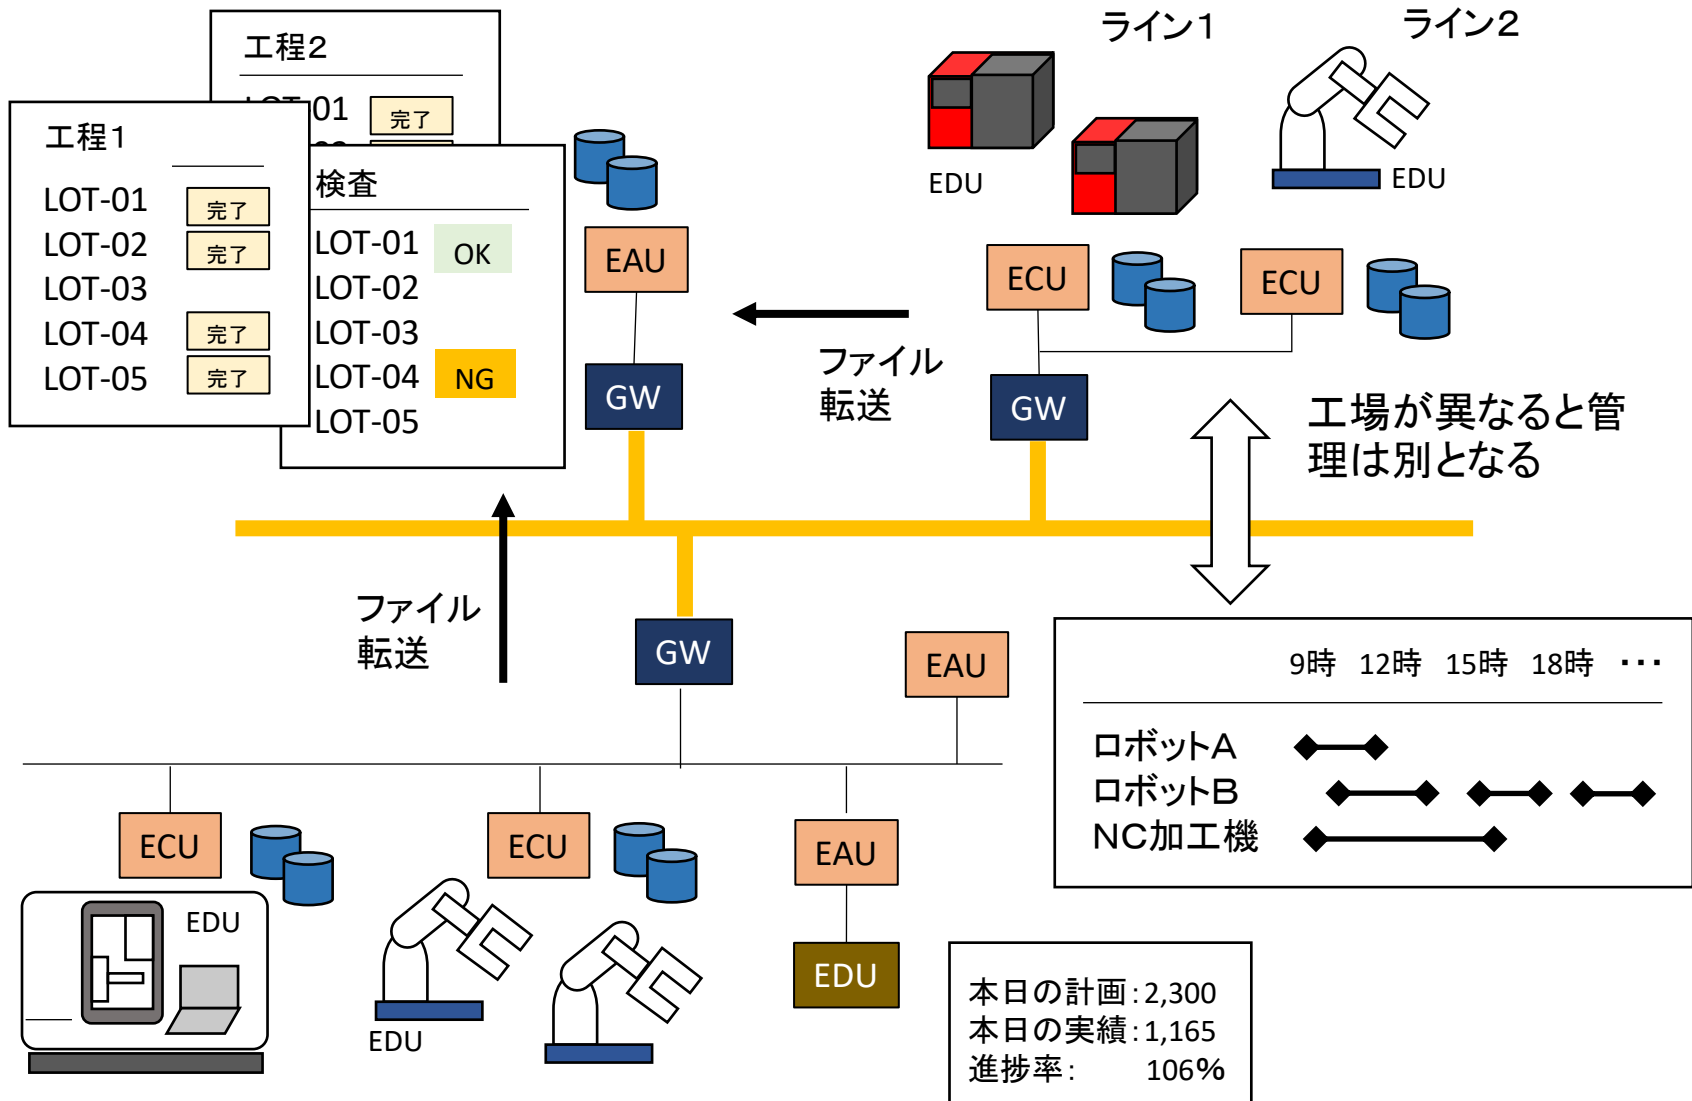 工程2
LOT-01 完了
工程1
LOT-01 完了
LOT-02 完了
LOT-03
LOT-04 完了
LOT-05 完了
検査
LOT-01 OK
LOT-02
LOT-03
LOT-04 NG
LOT-05
EAU
GW
ファイル
転送
ライン1
ライン2
EDU
EDU
ECU
ECU
GW
工場が異なると管
理は別となる
ファイル
転送
GW
EAU
9時 12時 15時 18時 ・・・
ロボットA
ロボットB
NC加工機
ECU
ECU
EAU
EDU
EDU
EDU
本日の計画：2,300
本日の実績：1,165
進捗率： 106%